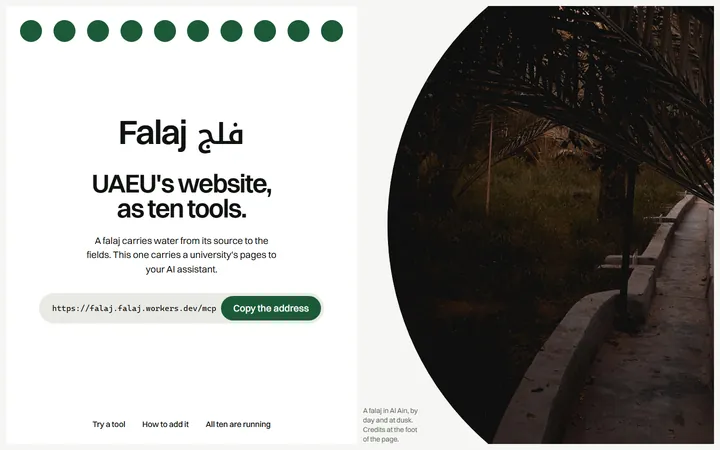 Falaj فلج
UAEU's website,
as ten tools.
A falaj carries water from its source to the
fields. This one carries a university's pages to
your AI assistant.
https://falaj.falaj.workers.dev/mcp
Copy the address
Try a tool
How to add it
All ten are running
A falaj in Al Ain, by
day and at dusk.
Credits at the foot
of the page.